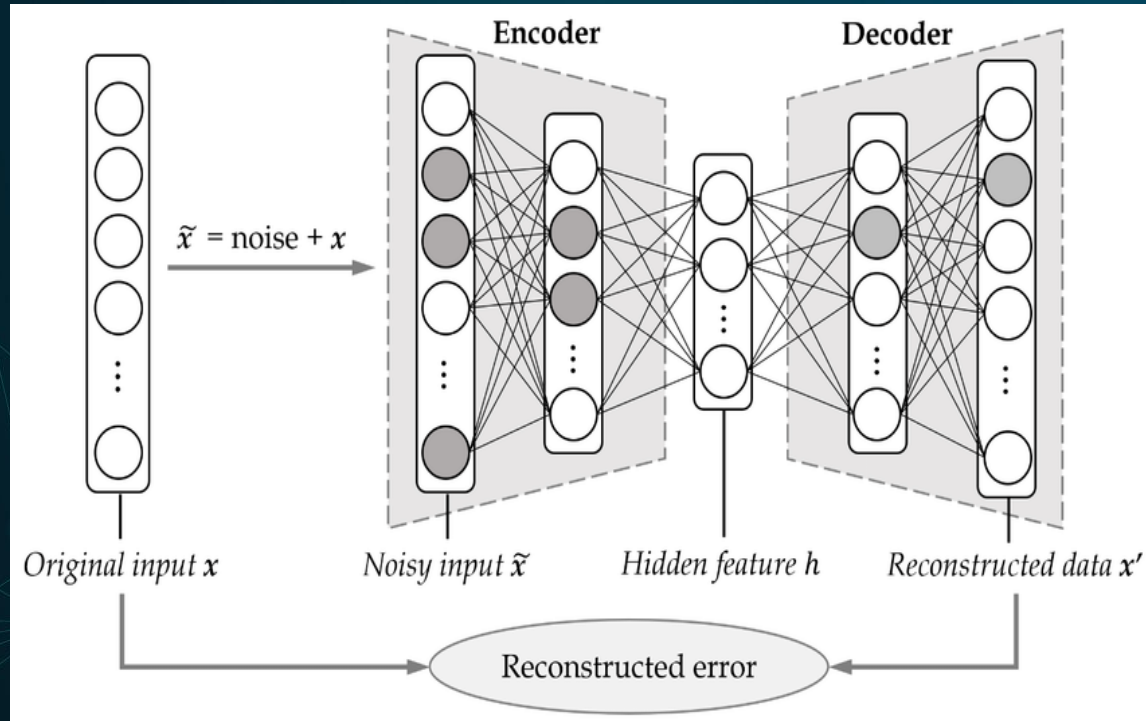 Encoder
Decoder
x̃ = noise + x
Original input x
Noisy input x̃
Hidden feature h
Reconstructed data x′
Reconstructed error